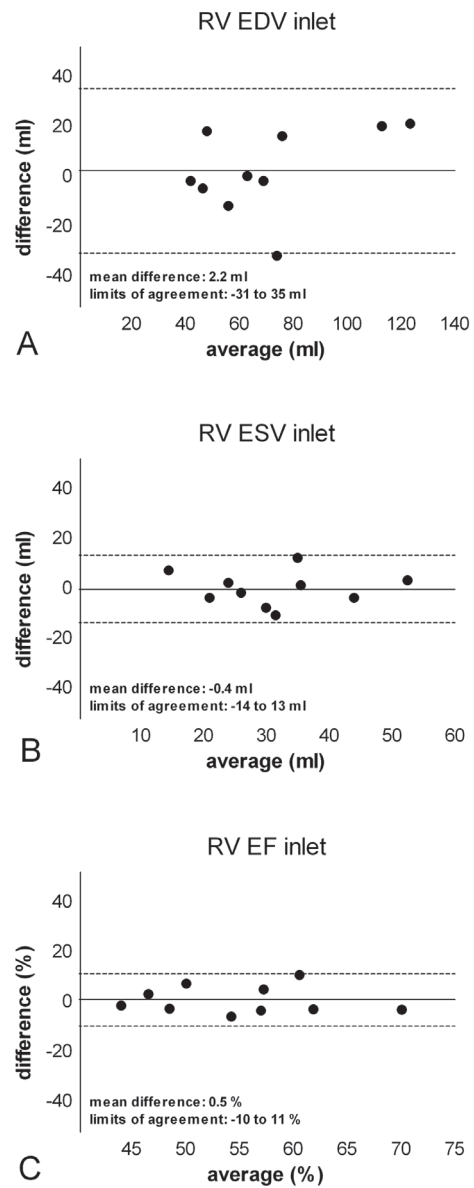 RV EDV inlet
40
20
0
-20
-40
difference (ml)
mean difference: 2.2 ml
limits of agreement: -31 to 35 ml
20 40 60 80 100 120 140
average (ml)
A
RV ESV inlet
40
20
0
-20
-40
difference (ml)
mean difference: -0.4 ml
limits of agreement: -14 to 13 ml
10 20 30 40 50 60
average (ml)
B
RV EF inlet
40
20
0
-20
-40
difference (%)
mean difference: 0.5 %
limits of agreement: -10 to 11 %
45 50 55 60 65 70 75
average (%)
C